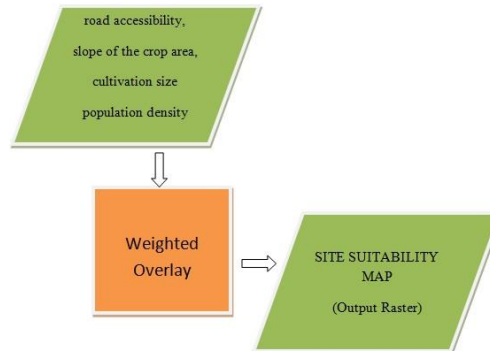 road accessibility,
slope of the crop area,
cultivation size
population density
Weighted
Overlay
SITE SUITABILITY
MAP
(Output Raster)